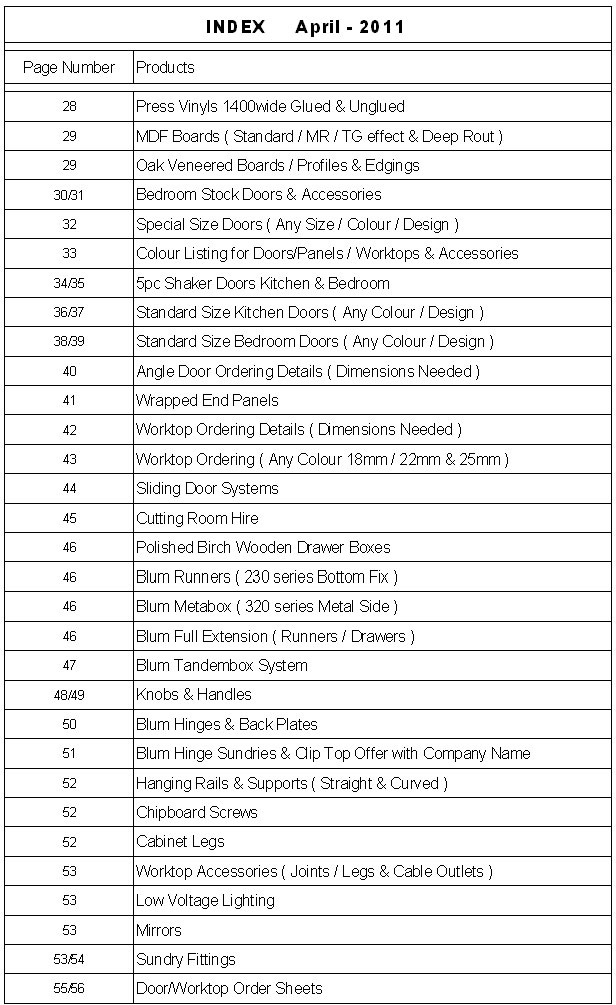 INDEX April - 2011
Page Number Products
28 Press Vinyls 1400wide Glued & Unglued
29 MDF Boards ( Standard / MR / TG effect & Deep Rout )
29 Oak Veneered Boards / Profiles & Edgings
30/31 Bedroom Stock Doors & Accessories
32 Special Size Doors ( Any Size / Colour / Design )
33 Colour Listing for Doors/Panels / Worktops & Accessories
34/35 5pc Shaker Doors Kitchen & Bedroom
36/37 Standard Size Kitchen Doors ( Any Colour / Design )
38/39 Standard Size Bedroom Doors ( Any Colour / Design )
40 Angle Door Ordering Details ( Dimensions Needed )
41 Wrapped End Panels
42 Worktop Ordering Details ( Dimensions Needed )
43 Worktop Ordering ( Any Colour 18mm / 22mm & 25mm )
44 Sliding Door Systems
45 Cutting Room Hire
46 Polished Birch Wooden Drawer Boxes
46 Blum Runners ( 230 series Bottom Fix )
46 Blum Metabox ( 320 series Metal Side )
46 Blum Full Extension ( Runners / Drawers )
47 Blum Tandembox System
48/49 Knobs & Handles
50 Blum Hinges & Back Plates
51 Blum Hinge Sundries & Clip Top Offer with Company Name
52 Hanging Rails & Supports ( Straight & Curved )
52 Chipboard Screws
52 Cabinet Legs
53 Worktop Accessories ( Joints / Legs & Cable Outlets )
53 Low Voltage Lighting
53 Mirrors
53/54 Sundry Fittings
55/56 Door/Worktop Order Sheets